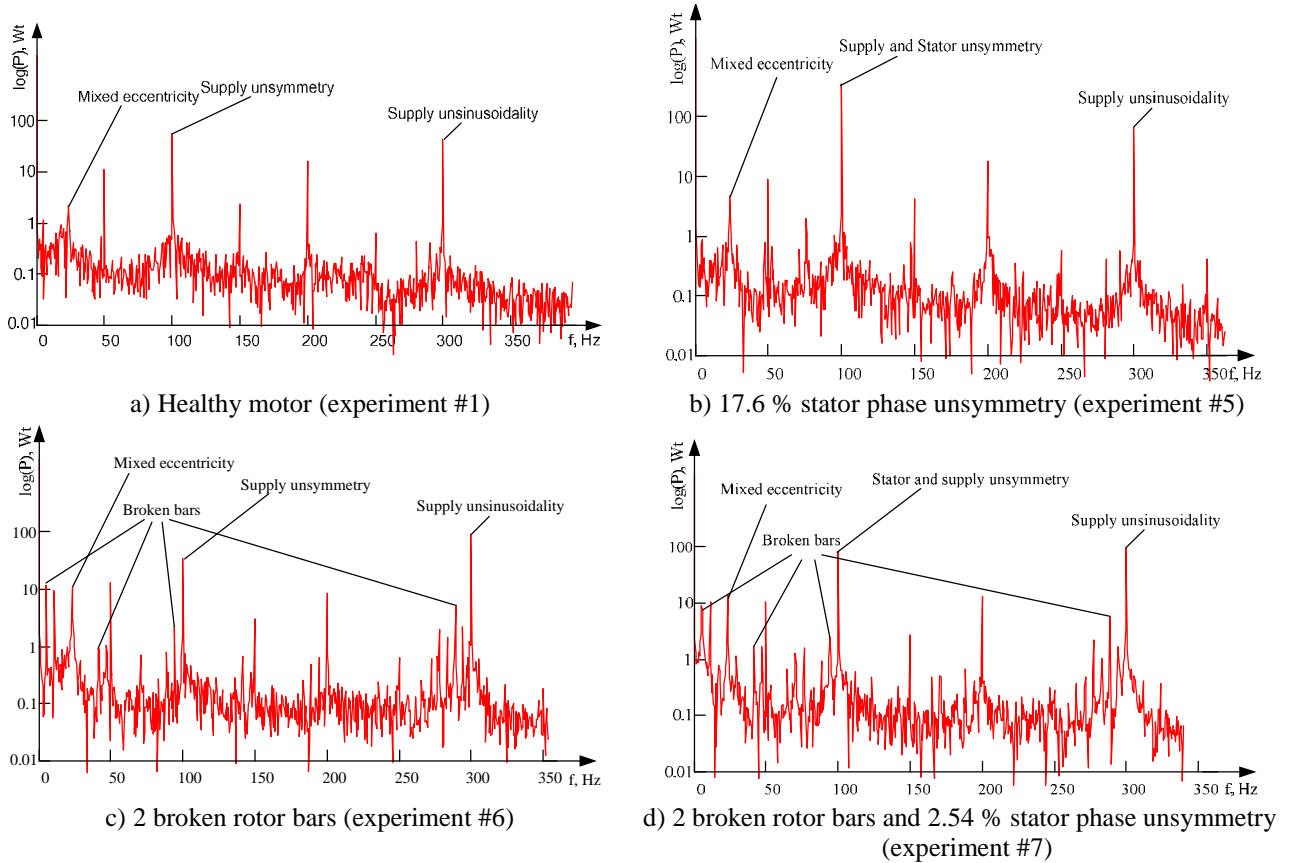 log(P), Wt
Mixed eccentricity
Supply unsymmetry
Supply unsinusoidality
100
10
1
0.1
0.01
0 50 100 150 200 250 300 350 f, Hz
a) Healthy motor (experiment #1)
log(P), Wt
Supply and Stator unsymmetry
Mixed eccentricity
Supply unsinusoidality
100
10
1
0.1
0.01
0 50 100 150 200 250 300 350 f, Hz
b) 17.6 % stator phase unsymmetry (experiment #5)
log(P), Wt
Mixed eccentricity
Supply unsymmetry
Broken bars
Supply unsinusoidality
100
10
1
0.1
0.01
0 50 100 150 200 250 300 350 f, Hz
c) 2 broken rotor bars (experiment #6)
log(P), Wt
Stator and supply unsymmetry
Mixed eccentricity
Supply unsinusoidality
Broken bars
100
10
1
0.1
0.01
0 50 100 150 200 250 300 350 f, Hz
d) 2 broken rotor bars and 2.54 % stator phase unsymmetry
(experiment #7)